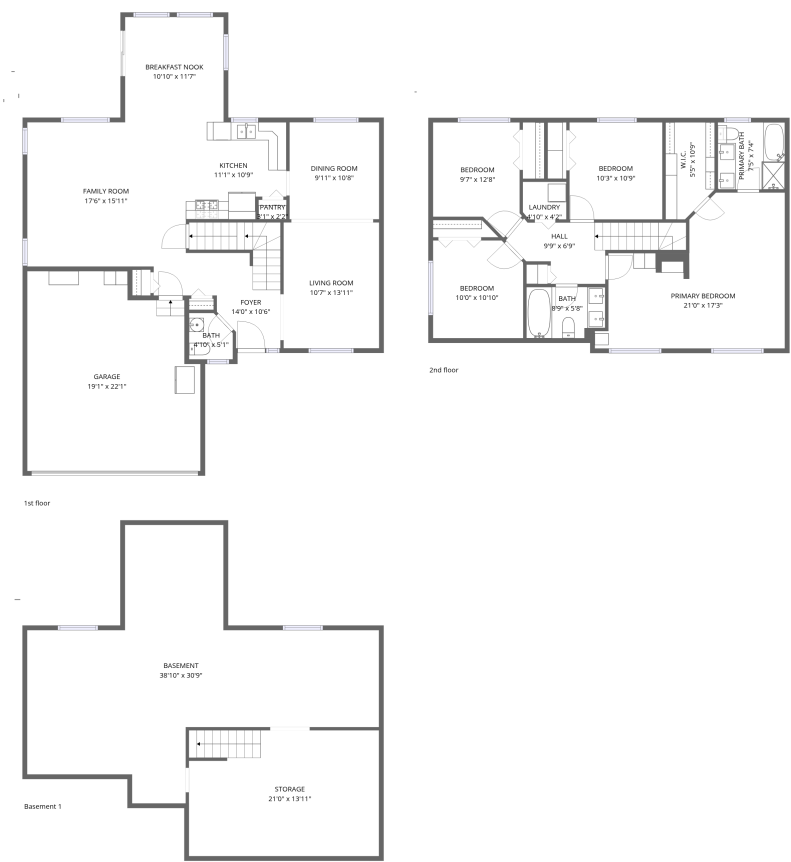 BREAKFAST NOOK
10'10" x 11'7"
KITCHEN
11'1" x 10'9"
DINING ROOM
9'11" x 10'8"
FAMILY ROOM
17'6" x 15'11"
PANTRY
3'1" x 2'2"
LIVING ROOM
10'7" x 13'11"
FOYER
14'0" x 10'6"
BATH
4'10" x 5'1"
GARAGE
19'1" x 22'1"
1st floor
BEDROOM
9'7" x 12'8"
BEDROOM
10'3" x 10'9"
W.I.C.
5'5" x 10'9"
PRIMARY BATH
7'5" x 7'4"
LAUNDRY
4'10" x 4'2"
HALL
9'9" x 6'9"
BEDROOM
10'0" x 10'10"
BATH
8'9" x 5'8"
PRIMARY BEDROOM
21'0" x 17'3"
2nd floor
BASEMENT
38'10" x 30'9"
STORAGE
21'0" x 13'11"
Basement 1